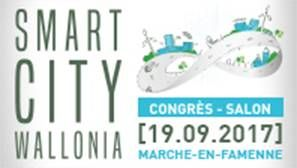 SMART
CITY
WALLONIA
CONGRÈS - SALON
[19.09.2017]
MARCHE-EN-FAMENNE